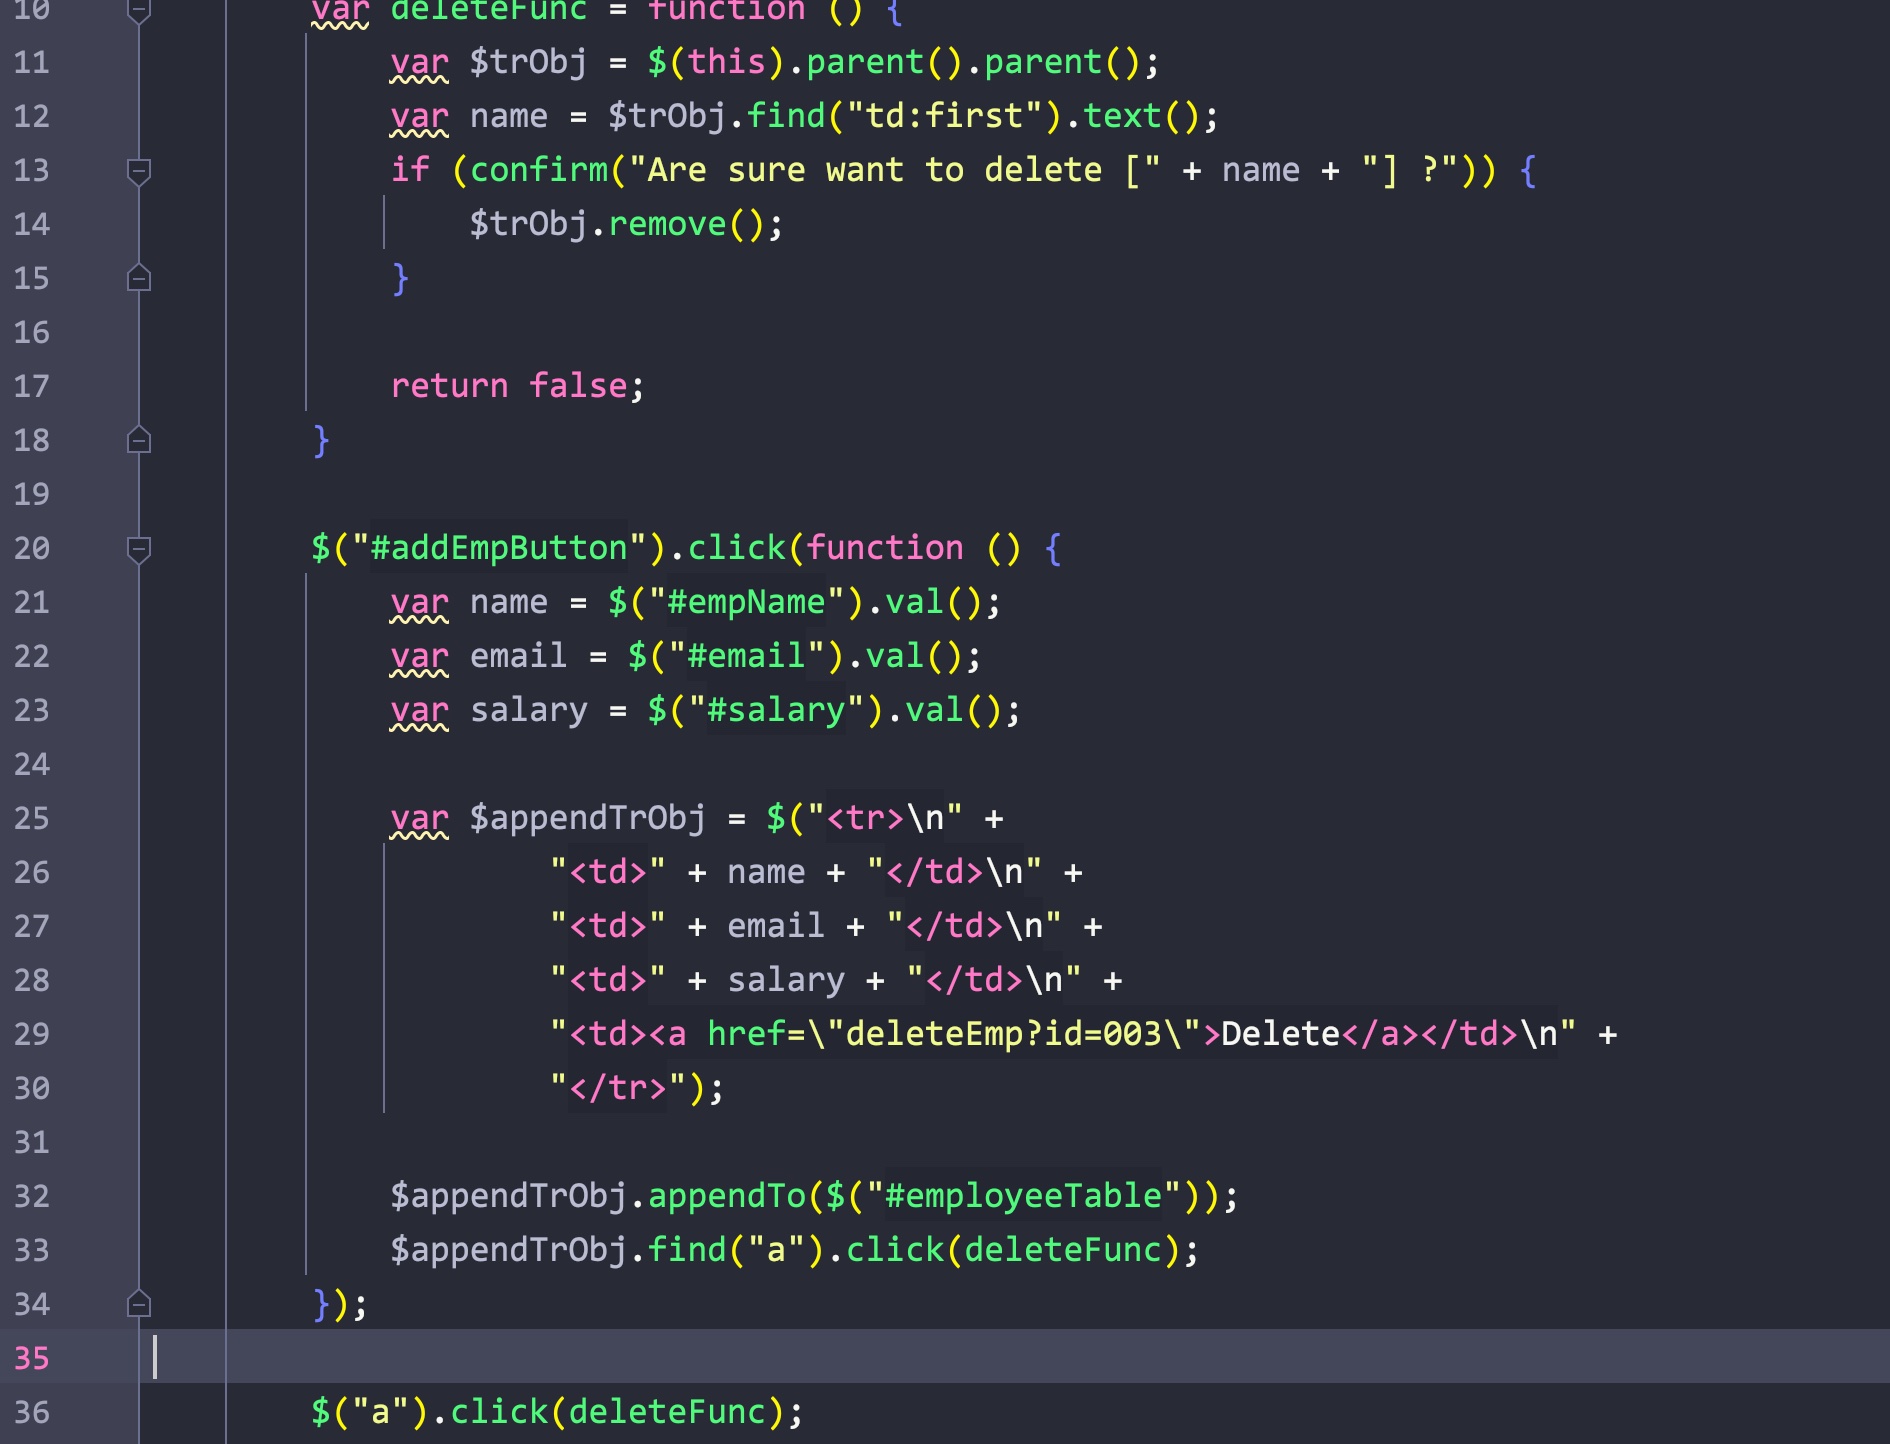 10 var deleteFunc = function () {
11 var $trObj = $(this).parent().parent();
12 var name = $trObj.find("td:first").text();
13 if (confirm("Are sure want to delete [" + name + "] ?")) {
14 $trObj.remove();
15 }
16
17 return false;
18 }
19
20 $("#addEmpButton").click(function () {
21 var name = $("#empName").val();
22 var email = $("#email").val();
23 var salary = $("#salary").val();
24
25 var $appendTrObj = $("<tr>\n" +
26 "<td>" + name + "</td>\n" +
27 "<td>" + email + "</td>\n" +
28 "<td>" + salary + "</td>\n" +
29 "<td><a href=\"deleteEmp?id=003\">Delete</a></td>\n" +
30 "</tr>");
31
32 $appendTrObj.appendTo($("#employeeTable"));
33 $appendTrObj.find("a").click(deleteFunc);
34 });
35
36 $("a").click(deleteFunc);